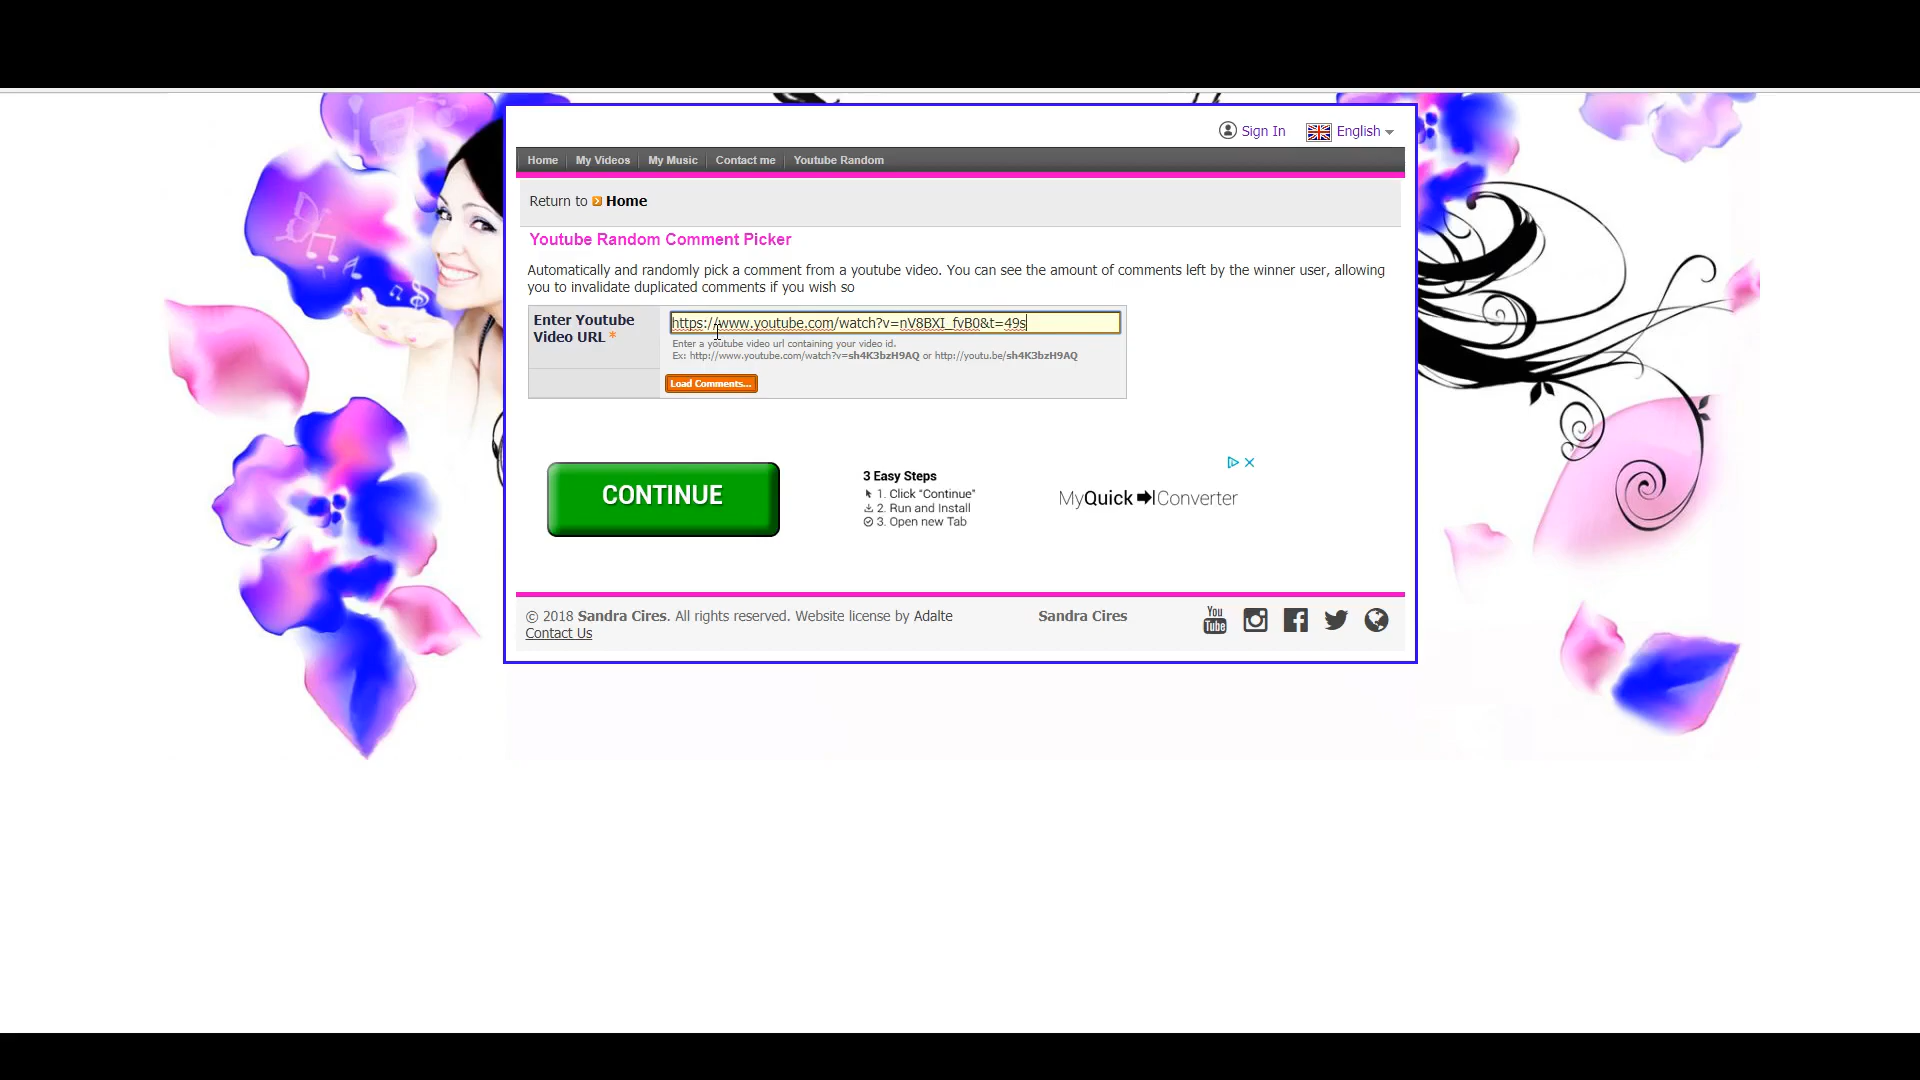 Sign In English
Home My Videos My Music Contact me Youtube Random
Return to Home
Youtube Random Comment Picker
Automatically and randomly pick a comment from a youtube video. You can see the amount of comments left by the winner user, allowing
you to invalidate duplicated comments if you wish so
Enter Youtube
Video URL *
https://www.youtube.com/watch?v=nV8BXI_fvB0&t=49s
Enter a youtube video url containing your video id.
Ex: http://www.youtube.com/watch?v=sh4K3bzH9AQ or http://youtu.be/sh4K3bzH9AQ
Load Comments...
CONTINUE
3 Easy Steps
1. Click "Continue"
2. Run and Install
3. Open new Tab
MyQuick Converter
© 2018 Sandra Cires. All rights reserved. Website license by Adalte
Contact Us
Sandra Cires
You
Tube